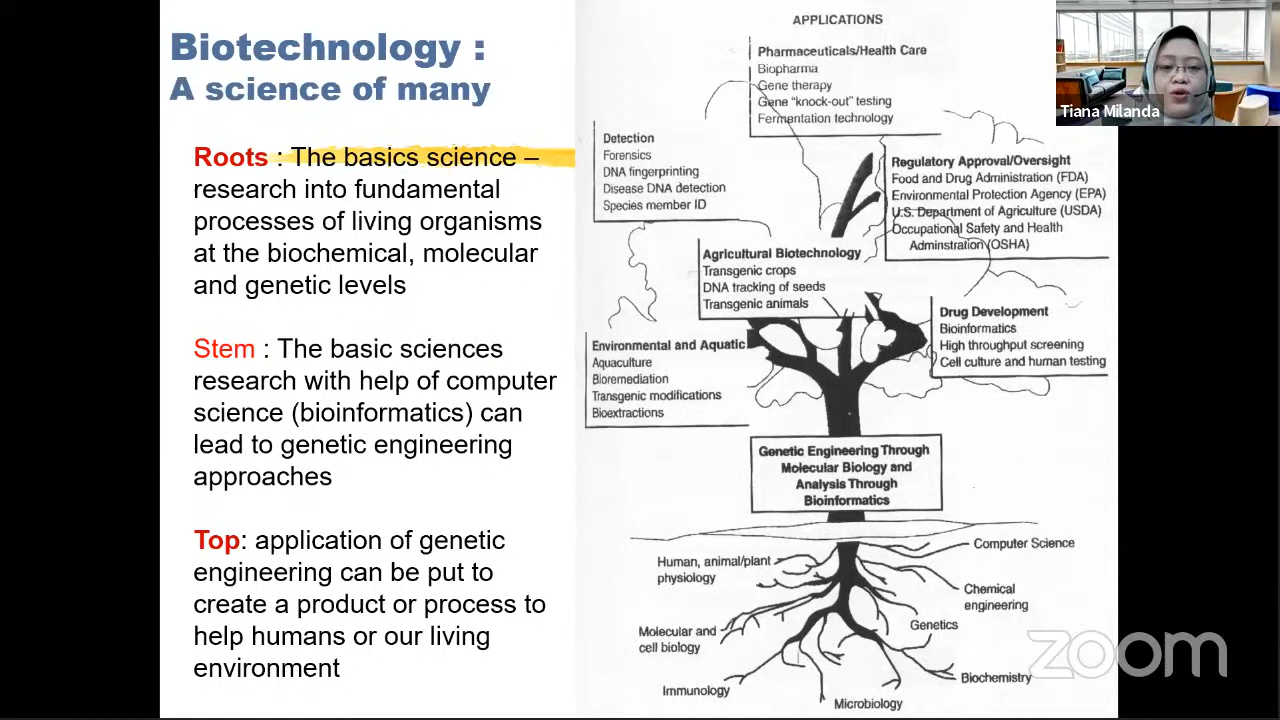 Biotechnology :
A science of many
Roots : The basics science –
research into fundamental
processes of living organisms
at the biochemical, molecular
and genetic levels
Stem : The basic sciences
research with help of computer
science (bioinformatics) can
lead to genetic engineering
approaches
Top: application of genetic
engineering can be put to
create a product or process to
help humans or our living
environment
APPLICATIONS
Pharmaceuticals/Health Care
Biopharma
Gene therapy
Gene “knock-out” testing
Fermentation technology
Detection
Forensics
DNA fingerprinting
Disease DNA detection
Species member ID
Regulatory Approval/Oversight
Food and Drug Administration (FDA)
Environmental Protection Agency (EPA)
U.S. Department of Agriculture (USDA)
Occupational Safety and Health
Adminstration (OSHA)
Agricultural Biotechnology
Transgenic crops
DNA tracking of seeds
Transgenic animals
Drug Development
Bioinformatics
High throughput screening
Cell culture and human testing
Environmental and Aquatic
Aquaculture
Bioremediation
Transgenic modifications
Bioextractions
Genetic Engineering Through
Molecular Biology and
Analysis Through
Bioinformatics
Computer Science
Human, animal/plant
physiology
Chemical
engineering
Genetics
Molecular and
cell biology
Biochemistry
Immunology
Microbiology
Tiana Milanda
zoom